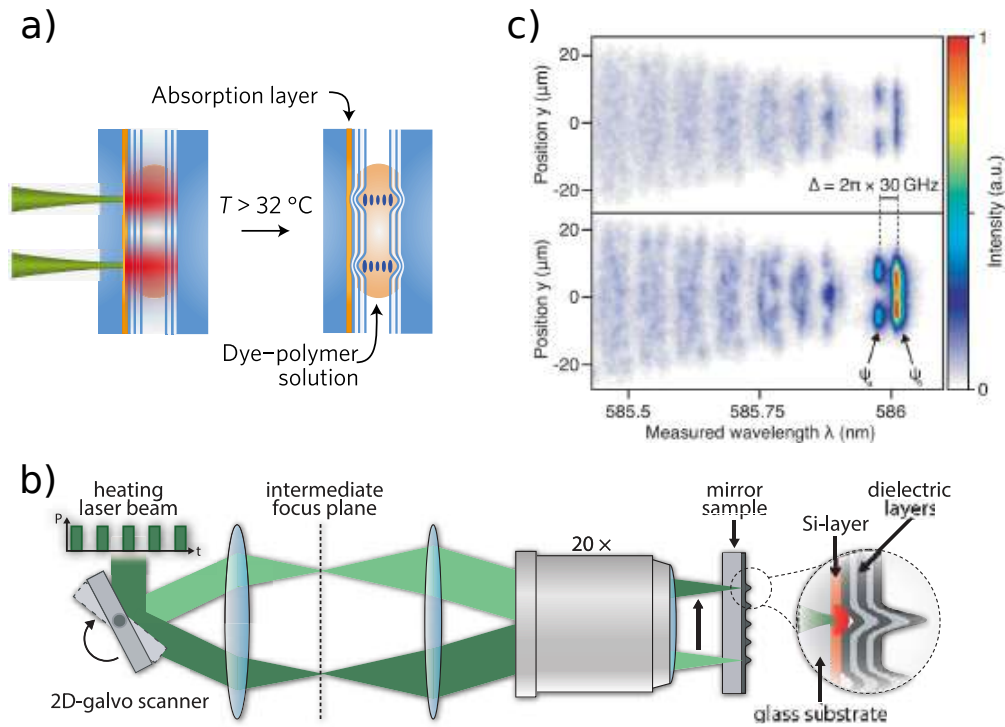 a)
Absorption layer
T > 32 °C
Dye–polymer
solution
c)
Position y (µm)
20
0
-20
Δ = 2π × 30 GHz
Position y (µm)
20
0
-20
585.5
585.75
586
Measured wavelength λ (nm)
1
Intensity (a.u.)
0
b)
heating
laser beam
P
t
2D-galvo scanner
intermediate
focus plane
20 ×
mirror
sample
Si-layer
dielectric
layers
glass substrate